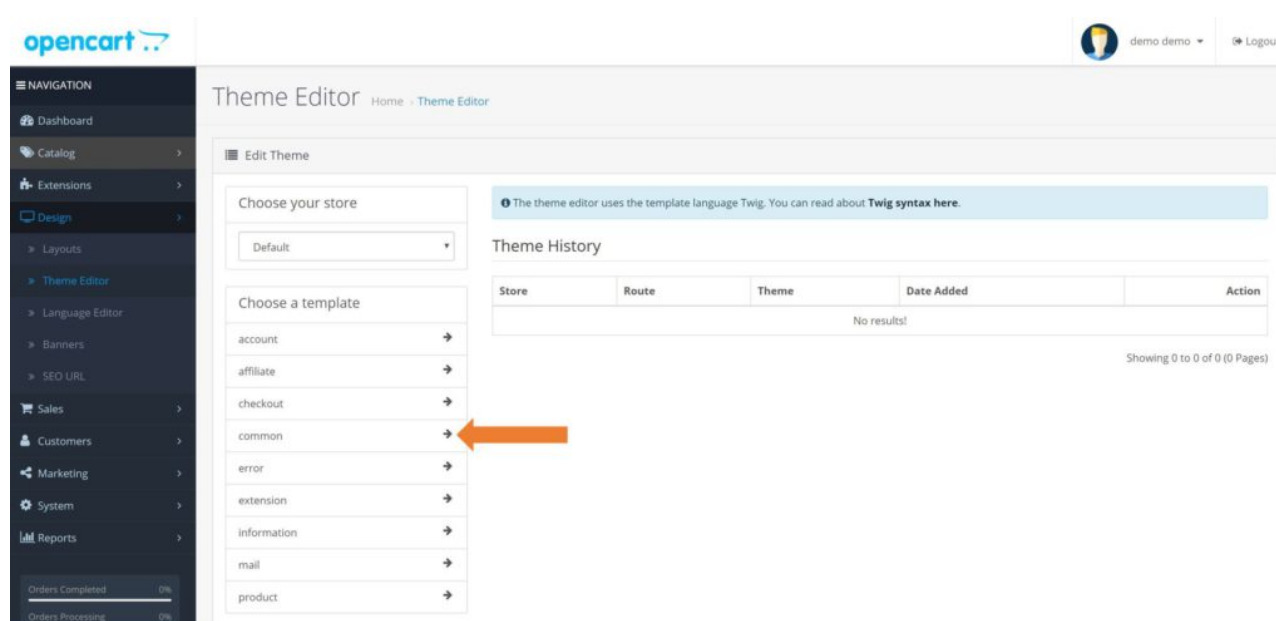 opencart
demo demo
Logou
NAVIGATION
Dashboard
Catalog
Extensions
Design
» Layouts
» Theme Editor
» Language Editor
» Banners
» SEO URL
Sales
Customers
Marketing
System
Reports
Orders Completed 0%
Orders Processing 0%
Theme Editor Home › Theme Editor
Edit Theme
Choose your store
Default
Choose a template
account
affiliate
checkout
common
error
extension
information
mail
product
The theme editor uses the template language Twig. You can read about Twig syntax here.
Theme History
Store Route Theme Date Added Action
No results!
Showing 0 to 0 of 0 (0 Pages)